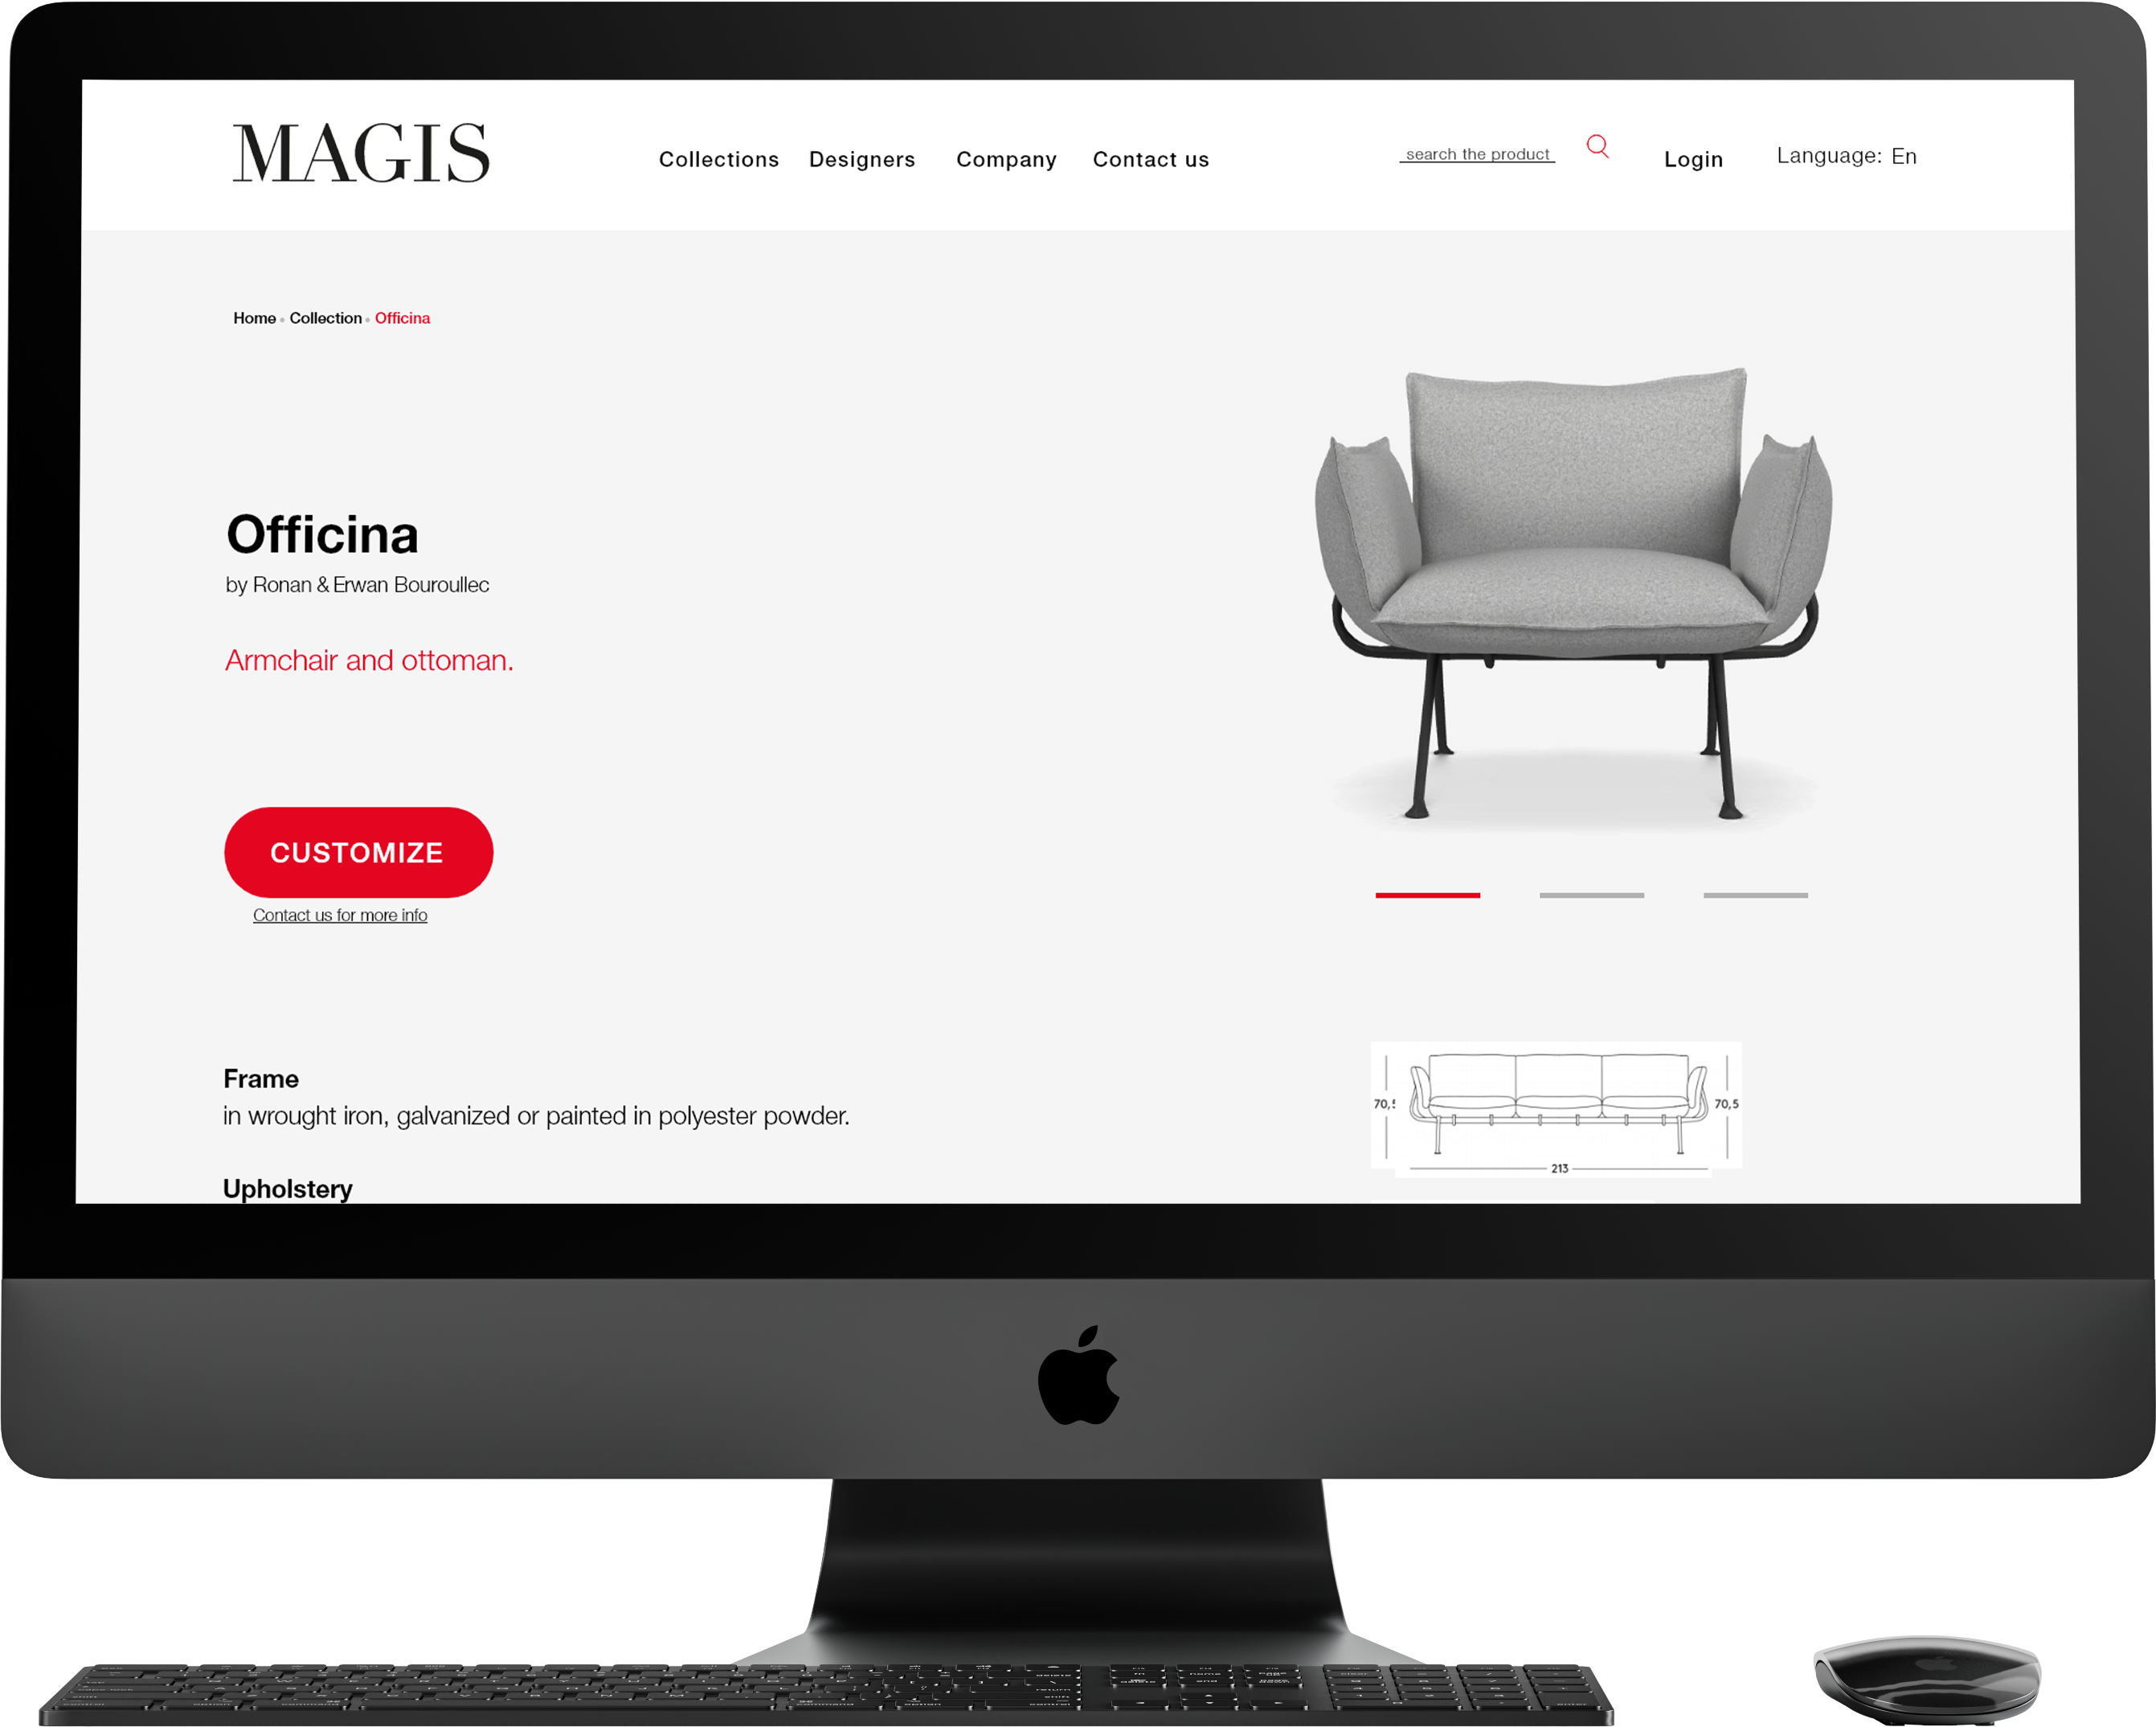 MAGIS
Collections Designers Company Contact us
search the product
Login
Language: En
Home • Collection • Officina
Officina
by Ronan & Erwan Bouroullec
Armchair and ottoman.
CUSTOMIZE
Contact us for more info
Frame
in wrought iron, galvanized or painted in polyester powder.
Upholstery
70,5
213